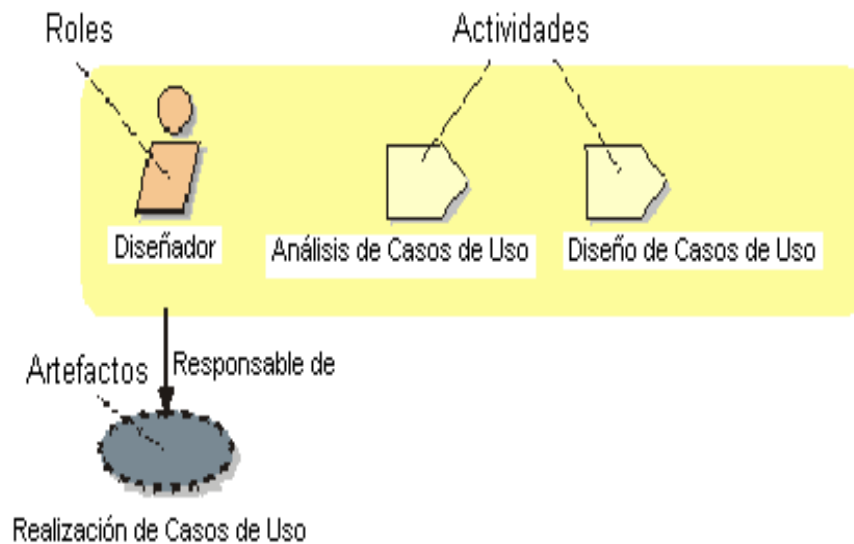 Roles
Actividades
Diseñador
Análisis de Casos de Uso
Diseño de Casos de Uso
Artefactos
Responsable de
Realización de Casos de Uso